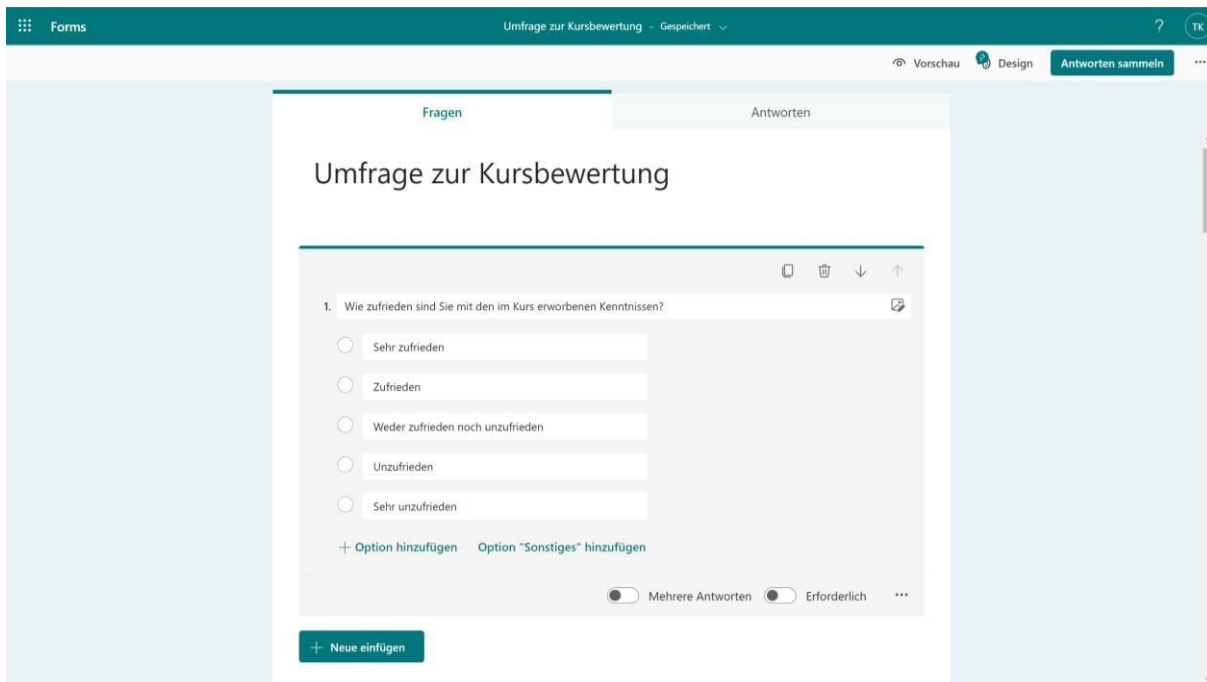 Forms
Umfrage zur Kursbewertung - Gespeichert
?
TK
Vorschau
Design
Antworten sammeln
Fragen
Antworten
Umfrage zur Kursbewertung
1. Wie zufrieden sind Sie mit den im Kurs erworbenen Kenntnissen?
Sehr zufrieden
Zufrieden
Weder zufrieden noch unzufrieden
Unzufrieden
Sehr unzufrieden
+ Option hinzufügen
Option "Sonstiges" hinzufügen
Mehrere Antworten
Erforderlich
+ Neue einfügen